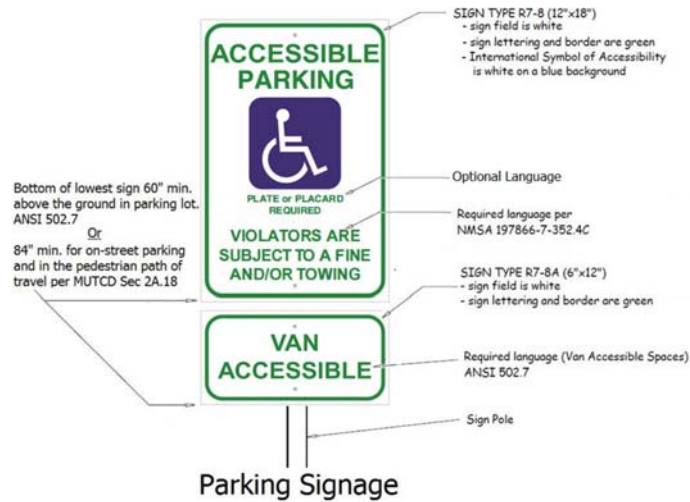 SIGN TYPE R7-8 (12"x18")
- sign field is white
- sign lettering and border are green
- International Symbol of Accessibility
is white on a blue background
ACCESSIBLE
PARKING
PLATE or PLACARD
REQUIRED
VIOLATORS ARE
SUBJECT TO A FINE
AND/OR TOWING
Optional Language
Required language per
NMSA 197866-7-352.4C
Bottom of lowest sign 60" min.
above the ground in parking lot.
ANSI 502.7
Or
84" min. for on-street parking
and in the pedestrian path of
travel per MUTCD Sec 2A.18
SIGN TYPE R7-8A (6"x12")
- sign field is white
- sign lettering and border are green
VAN
ACCESSIBLE
Required language (Van Accessible Spaces)
ANSI 502.7
Sign Pole
Parking Signage